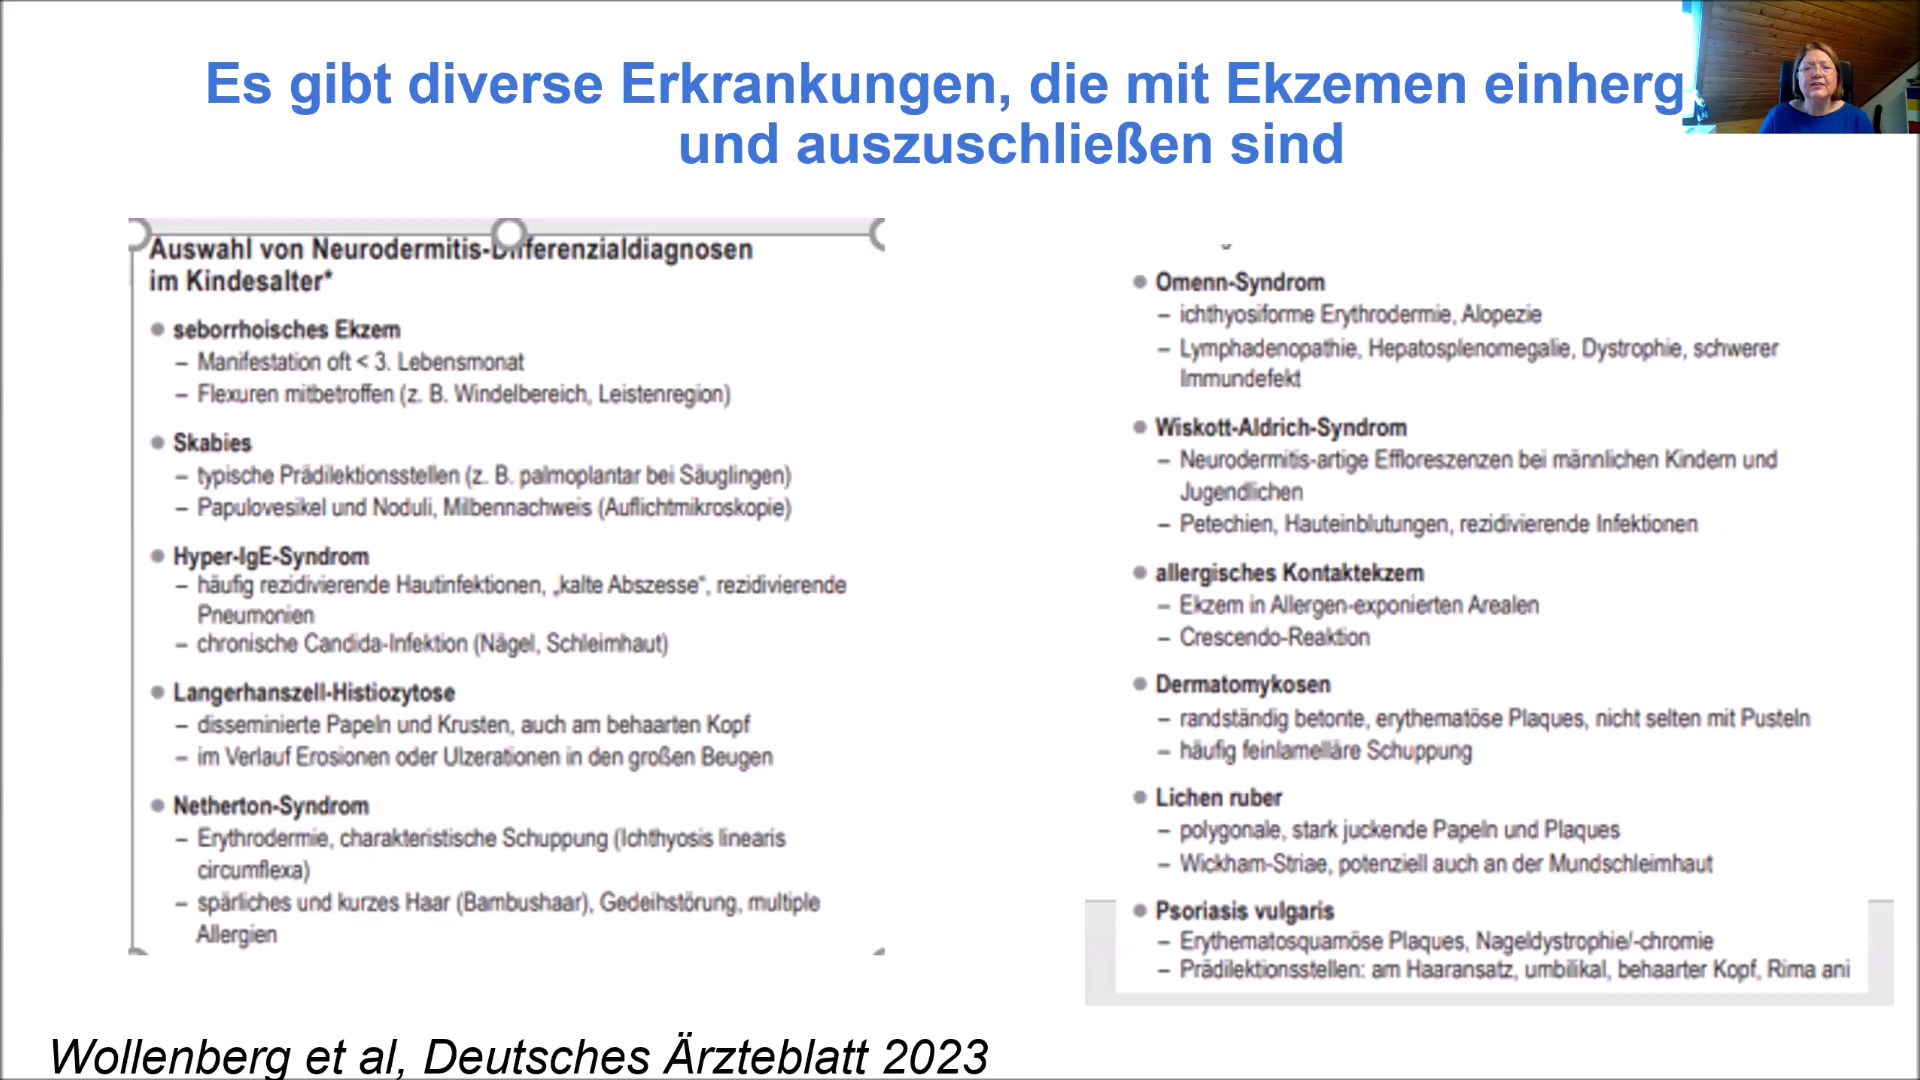 Es gibt diverse Erkrankungen, die mit Ekzemen einherg
und auszuschließen sind
Auswahl von Neurodermitis-Differenzialdiagnosen
im Kindesalter*
● seborrhoisches Ekzem
– Manifestation oft < 3. Lebensmonat
– Flexuren mitbetroffen (z. B. Windelbereich, Leistenregion)
● Skabies
– typische Prädilektionsstellen (z. B. palmoplantar bei Säuglingen)
– Papulovesikel und Noduli, Milbennachweis (Auflichtmikroskopie)
● Hyper-IgE-Syndrom
– häufig rezidivierende Hautinfektionen, „kalte Abszesse“, rezidivierende
Pneumonien
– chronische Candida-Infektion (Nägel, Schleimhaut)
● Langerhanszell-Histiozytose
– disseminierte Papeln und Krusten, auch am behaarten Kopf
– im Verlauf Erosionen oder Ulzerationen in den großen Beugen
● Netherton-Syndrom
– Erythrodermie, charakteristische Schuppung (Ichthyosis linearis
circumflexa)
– spärliches und kurzes Haar (Bambushaar), Gedeihstörung, multiple
Allergien
● Omenn-Syndrom
– ichthyosiforme Erythrodermie, Alopezie
– Lymphadenopathie, Hepatosplenomegalie, Dystrophie, schwerer
Immundefekt
● Wiskott-Aldrich-Syndrom
– Neurodermitis-artige Effloreszenzen bei männlichen Kindern und
Jugendlichen
– Petechien, Hauteinblutungen, rezidivierende Infektionen
● allergisches Kontaktekzem
– Ekzem in Allergen-exponierten Arealen
– Crescendo-Reaktion
● Dermatomykosen
– randständig betonte, erythematöse Plaques, nicht selten mit Pusteln
– häufig feinlamelläre Schuppung
● Lichen ruber
– polygonale, stark juckende Papeln und Plaques
– Wickham-Striae, potenziell auch an der Mundschleimhaut
● Psoriasis vulgaris
– Erythematosquamöse Plaques, Nageldystrophie/-chromie
– Prädilektionsstellen: am Haaransatz, umbilikal, behaarter Kopf, Rima ani
Wollenberg et al, Deutsches Ärzteblatt 2023